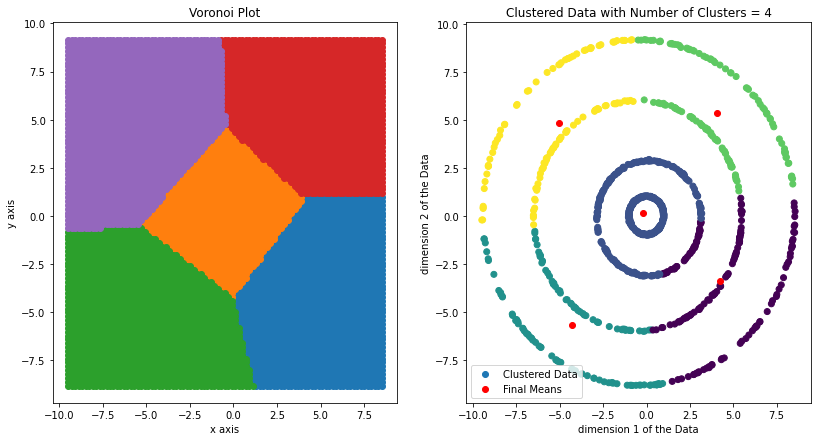 Voronoi Plot
10.0
7.5
5.0
2.5
0.0
−2.5
−5.0
−7.5
y axis
−10.0 −7.5 −5.0 −2.5 0.0 2.5 5.0 7.5
x axis
Clustered Data with Number of Clusters = 4
10.0
7.5
5.0
2.5
0.0
−2.5
−5.0
−7.5
dimension 2 of the Data
Clustered Data
Final Means
−10.0 −7.5 −5.0 −2.5 0.0 2.5 5.0 7.5
dimension 1 of the Data